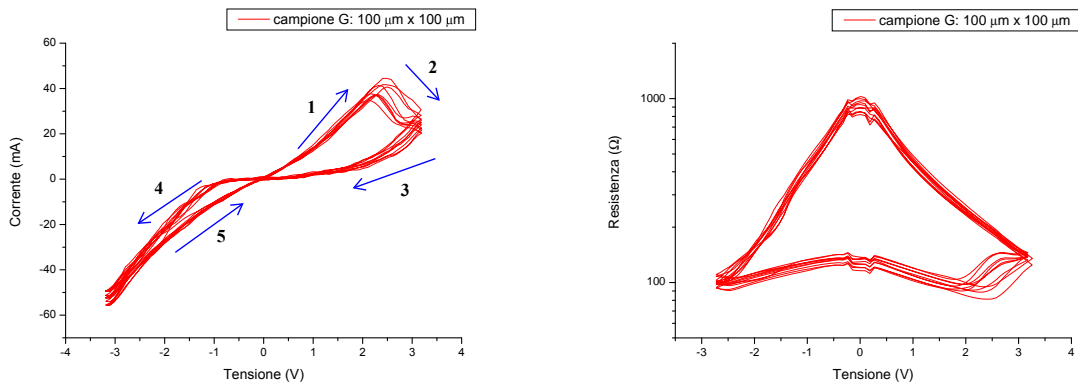 campione G: 100 μm x 100 μm
60
40
20
0
-20
-40
-60
Corrente (mA)
-4 -3 -2 -1 0 1 2 3 4
Tensione (V)
1
2
3
4
5
campione G: 100 μm x 100 μm
1000
100
Resistenza (Ω)
-3 -2 -1 0 1 2 3 4
Tensione (V)